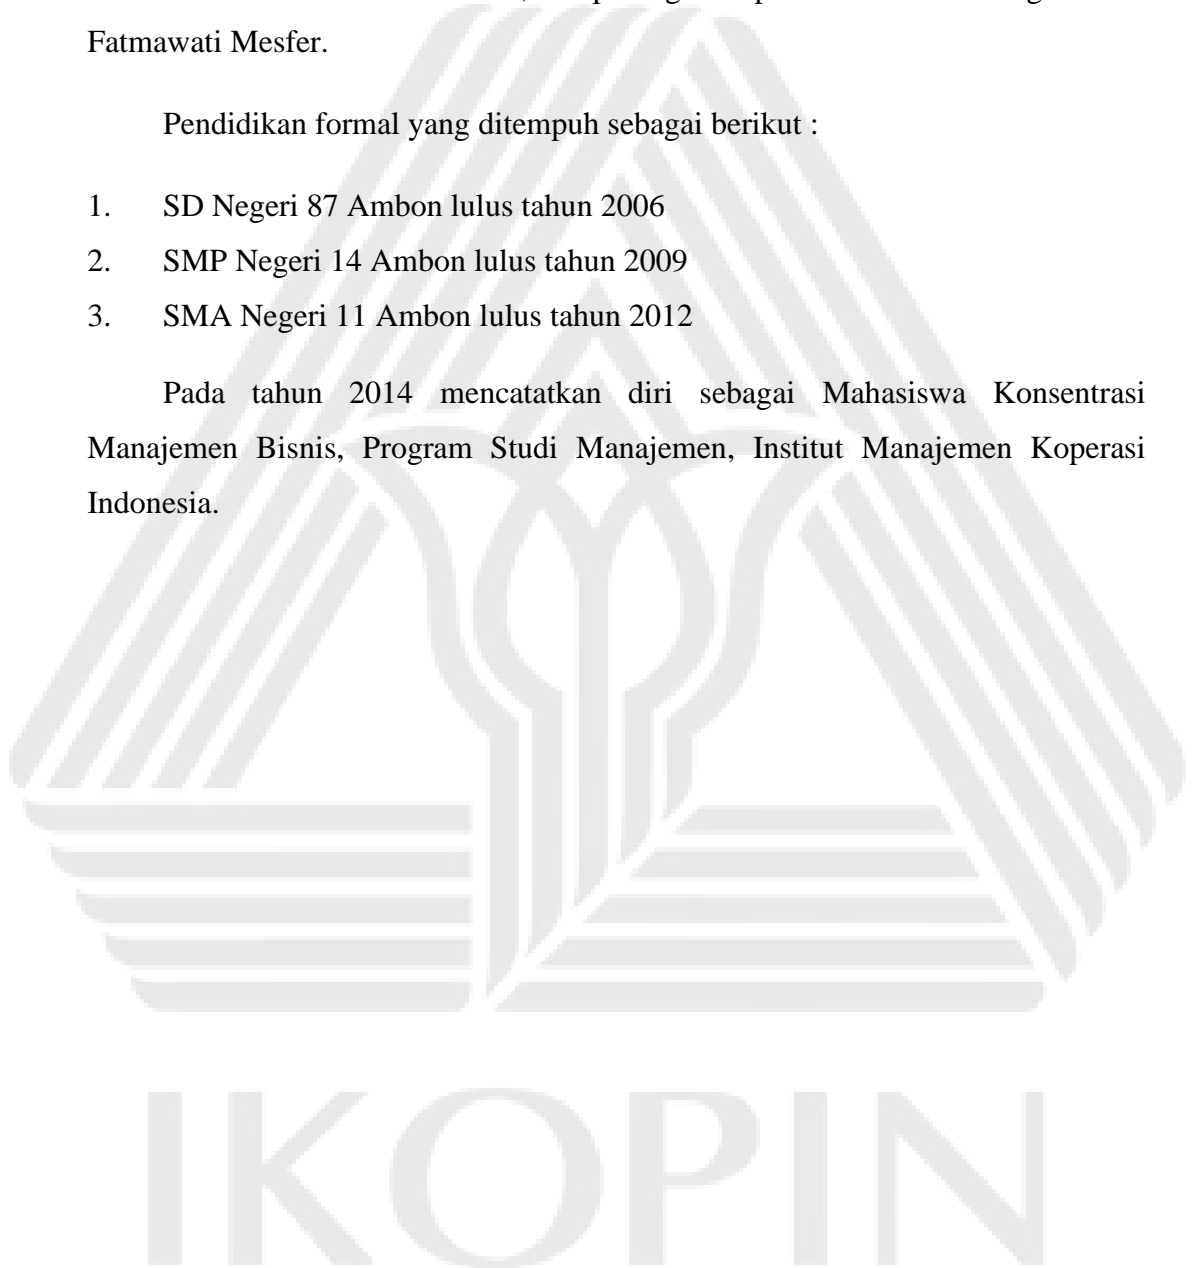 Fatmawati Mesfer.
Pendidikan formal yang ditempuh sebagai berikut :
1. SD Negeri 87 Ambon lulus tahun 2006
2. SMP Negeri 14 Ambon lulus tahun 2009
3. SMA Negeri 11 Ambon lulus tahun 2012
Pada tahun 2014 mencatatkan diri sebagai Mahasiswa Konsentrasi
Manajemen Bisnis, Program Studi Manajemen, Institut Manajemen Koperasi
Indonesia.
IKOPIN